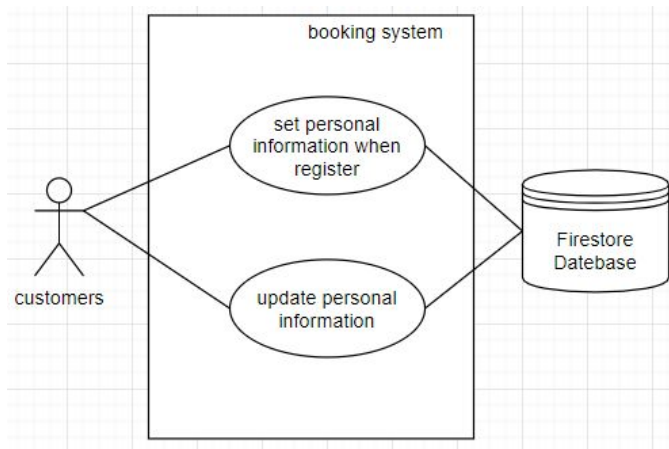 booking system
set personal
information when
register
Firestore
Datebase
customers
update personal
information